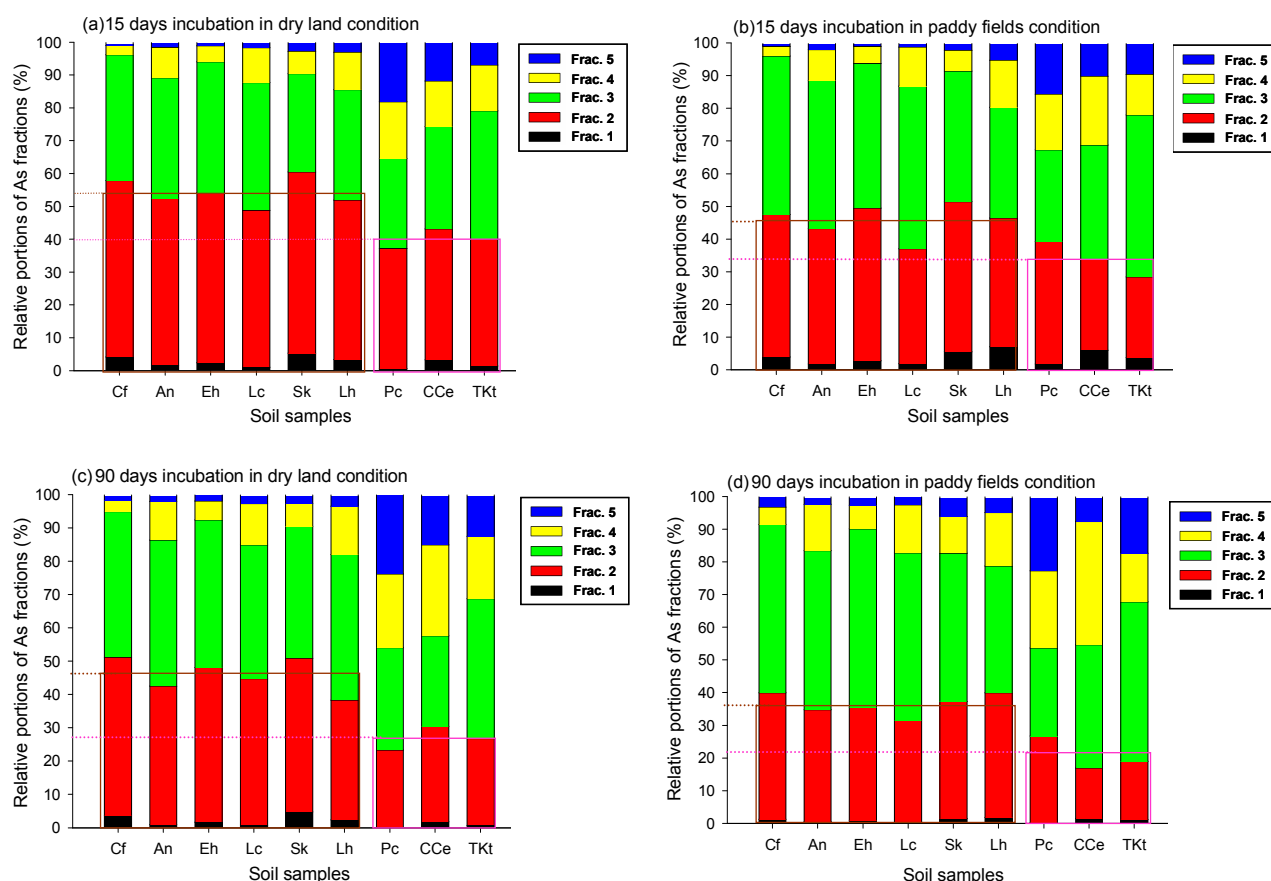 (a)15 days incubation in dry land condition
Relative portions of As fractions (%)
100
90
80
70
60
50
40
30
20
10
0
Frac. 5
Frac. 4
Frac. 3
Frac. 2
Frac. 1
Cf An Eh Lc Sk Lh Pc CCe TKt
Soil samples
(b)15 days incubation in paddy fields condition
Relative portions of As fractions (%)
100
90
80
70
60
50
40
30
20
10
0
Frac. 5
Frac. 4
Frac. 3
Frac. 2
Frac. 1
Cf An Eh Lc Sk Lh Pc CCe TKt
Soil samples
(c)90 days incubation in dry land condition
Relative portions of As fractions (%)
100
90
80
70
60
50
40
30
20
10
0
Frac. 5
Frac. 4
Frac. 3
Frac. 2
Frac. 1
Cf An Eh Lc Sk Lh Pc CCe TKt
Soil samples
(d)90 days incubation in paddy fields condition
Relative portions of As fractions (%)
100
90
80
70
60
50
40
30
20
10
0
Frac. 5
Frac. 4
Frac. 3
Frac. 2
Frac. 1
Cf An Eh Lc Sk Lh Pc CCe TKt
Soil samples